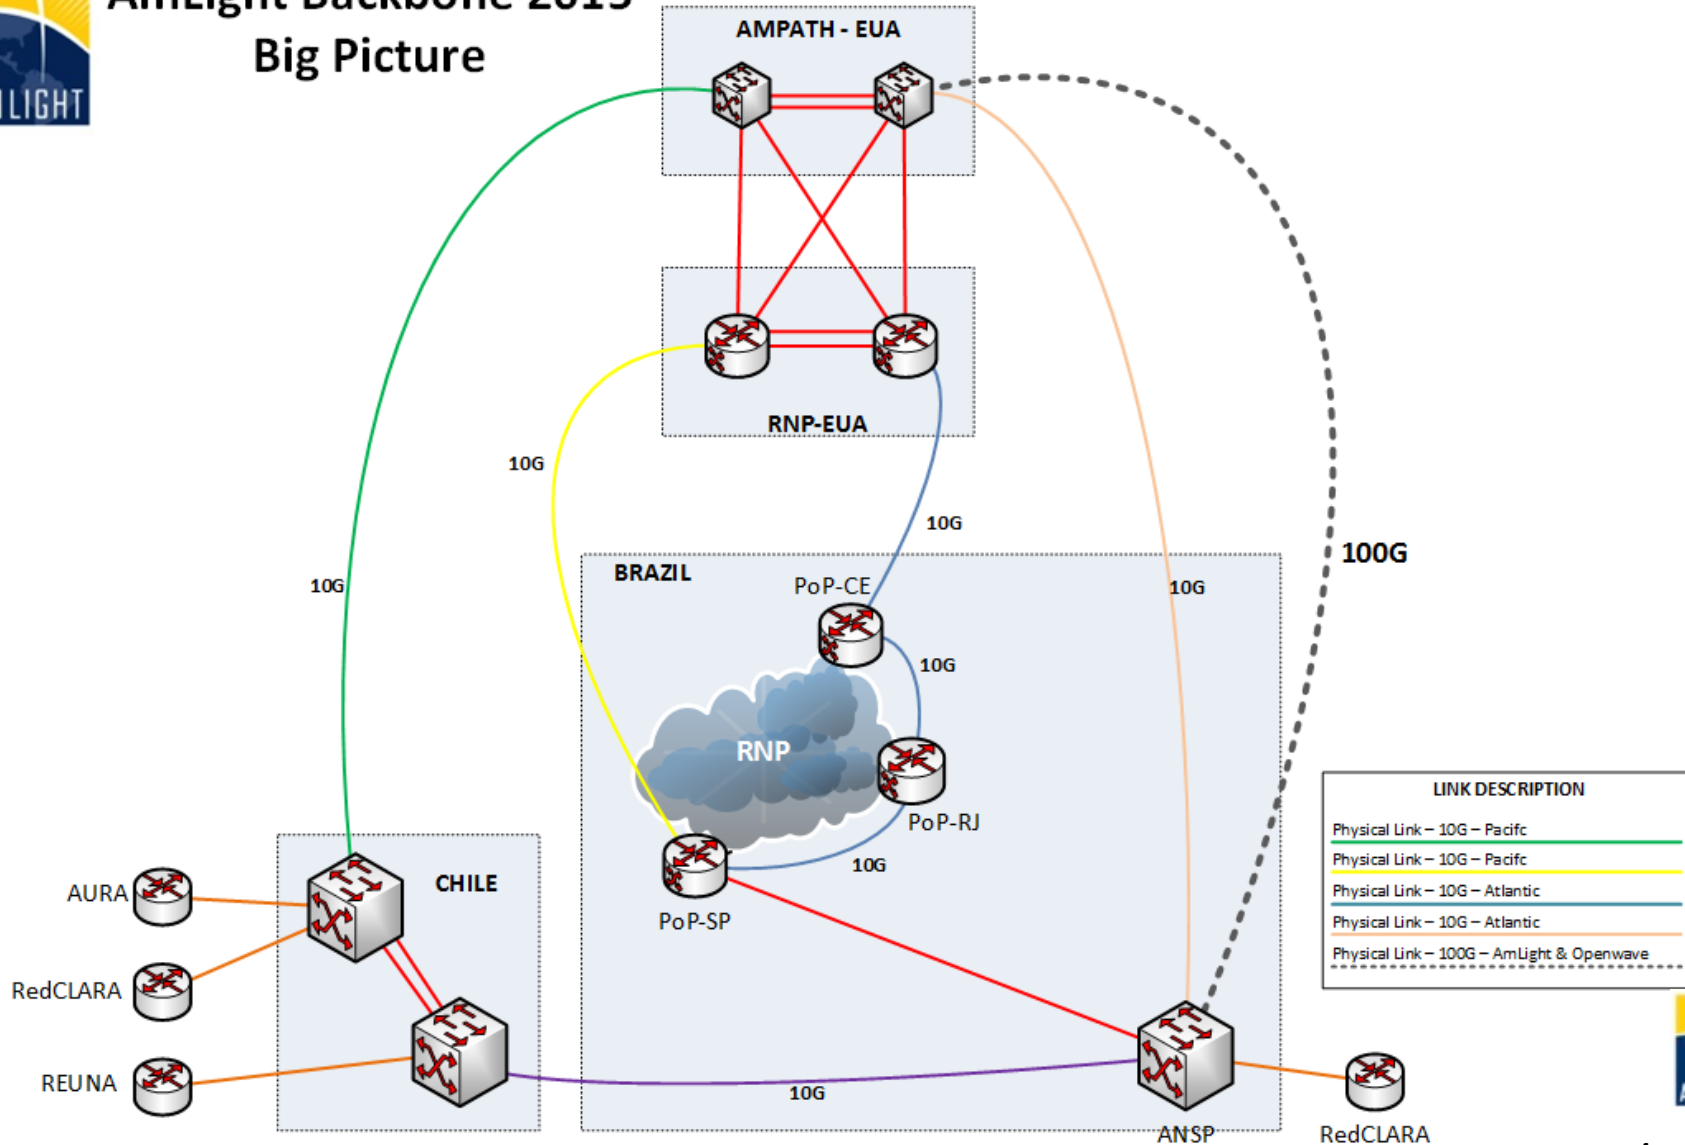 Big Picture
AMPATH - EUA
RNP-EUA
10G
10G
10G
100G
BRAZIL
PoP-CE
10G
10G
RNP
PoP-RJ
10G
PoP-SP
LINK DESCRIPTION
Physical Link – 10G – Pacifc
Physical Link – 10G – Pacifc
Physical Link – 10G – Atlantic
Physical Link – 10G – Atlantic
Physical Link – 100G – AmLight & Openwave
CHILE
AURA
RedCLARA
REUNA
10G
ANSP
RedCLARA